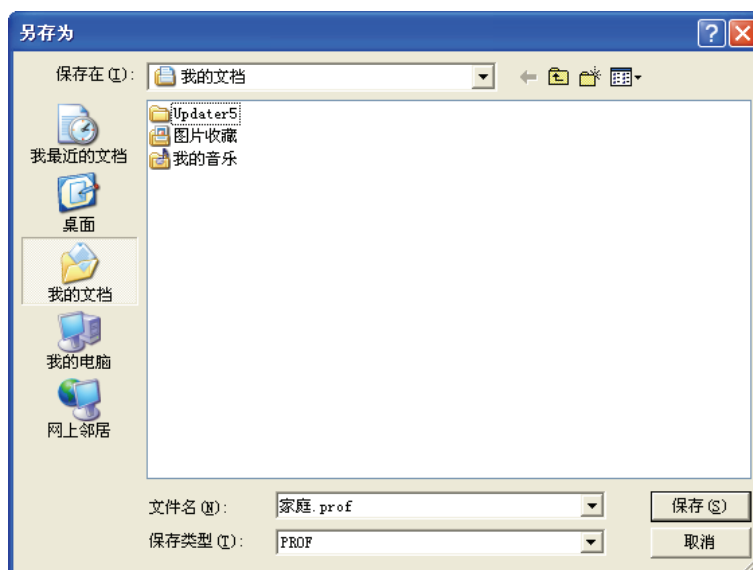 另存为
保存在(I):
我的文档
Updater5
图片收藏
我的音乐
我最近的文档
桌面
我的文档
我的电脑
网上邻居
文件名(N):
家庭.prof
保存(S)
保存类型(T):
PROF
取消